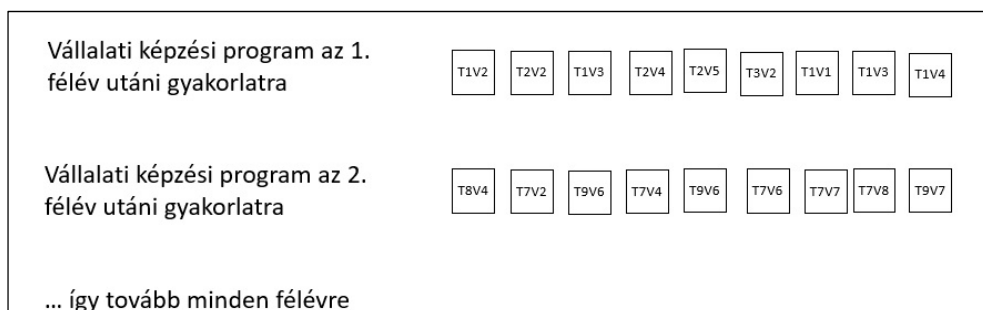 Vállalati képzési program az 1.
félév utáni gyakorlatra
T1V2 T2V2 T1V3 T2V4 T2V5 T3V2 T1V1 T1V3 T1V4
Vállalati képzési program az 2.
félév utáni gyakorlatra
T8V4 T7V2 T9V6 T7V4 T9V6 T7V6 T7V7 T7V8 T9V7
... így tovább minden félévre